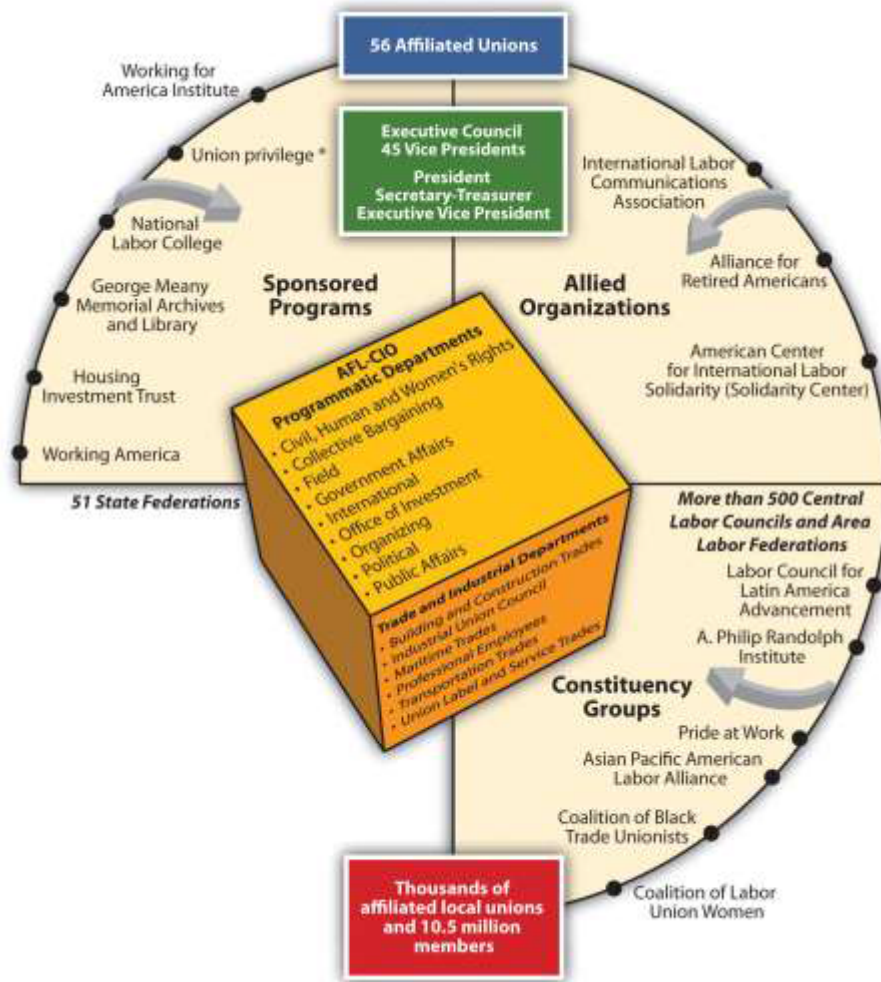 56 Affiliated Unions
Executive Council
45 Vice Presidents
President
Secretary-Treasurer
Executive Vice President
Working for
America Institute
Union privilege *
National
Labor College
George Meany
Memorial Archives
and Library
Housing
Investment Trust
Working America
Sponsored
Programs
International Labor
Communications
Association
Alliance for
Retired Americans
American Center
for International Labor
Solidarity (Solidarity Center)
Allied
Organizations
AFL-CIO
Programmatic Departments
• Civil, Human and Women's Rights
• Collective Bargaining
• Field
• Government Affairs
• International
• Office of Investment
• Organizing
• Political
• Public Affairs
Trade and Industrial Departments
• Building and Construction Trades
• Industrial Union Council
• Maritime Trades
• Professional Employees
• Transportation Trades
• Union Label and Service Trades
51 State Federations
More than 500 Central
Labor Councils and Area
Labor Federations
Labor Council for
Latin America
Advancement
A. Philip Randolph
Institute
Constituency
Groups
Pride at Work
Asian Pacific American
Labor Alliance
Coalition of Black
Trade Unionists
Coalition of Labor
Union Women
Thousands of
affiliated local unions
and 10.5 million
members